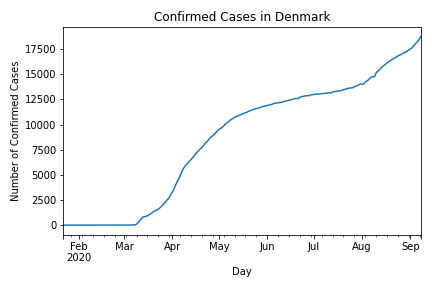 Confirmed Cases in Denmark
Number of Confirmed Cases
17500
15000
12500
10000
7500
5000
2500
0
Feb Mar Apr May Jun Jul Aug Sep
2020
Day